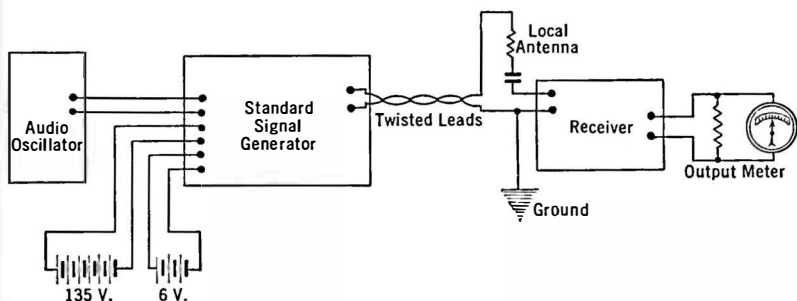 Audio
Oscillator
Standard
Signal
Generator
Twisted Leads
Local
Antenna
Receiver
Output Meter
Ground
135 V.
6 V.